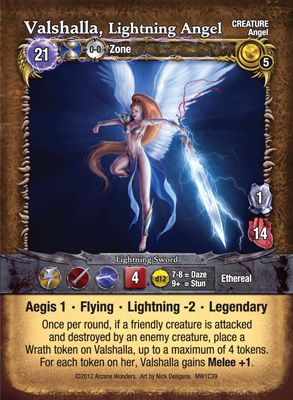 Valshalla, Lightning Angel
CREATURE
Angel
21
0-0 Zone
5
1
14
Lightning Sword
4
d12
7-8 = Daze
9+ = Stun
Ethereal
Aegis 1 · Flying · Lightning -2 · Legendary
Once per round, if a friendly creature is attacked
and destroyed by an enemy creature, place a
Wrath token on Valshalla, up to a maximum of 4 tokens.
For each token on her, Valshalla gains Melee +1.
©2012 Arcane Wonders. Art by Nick Deligaris. MW1C39